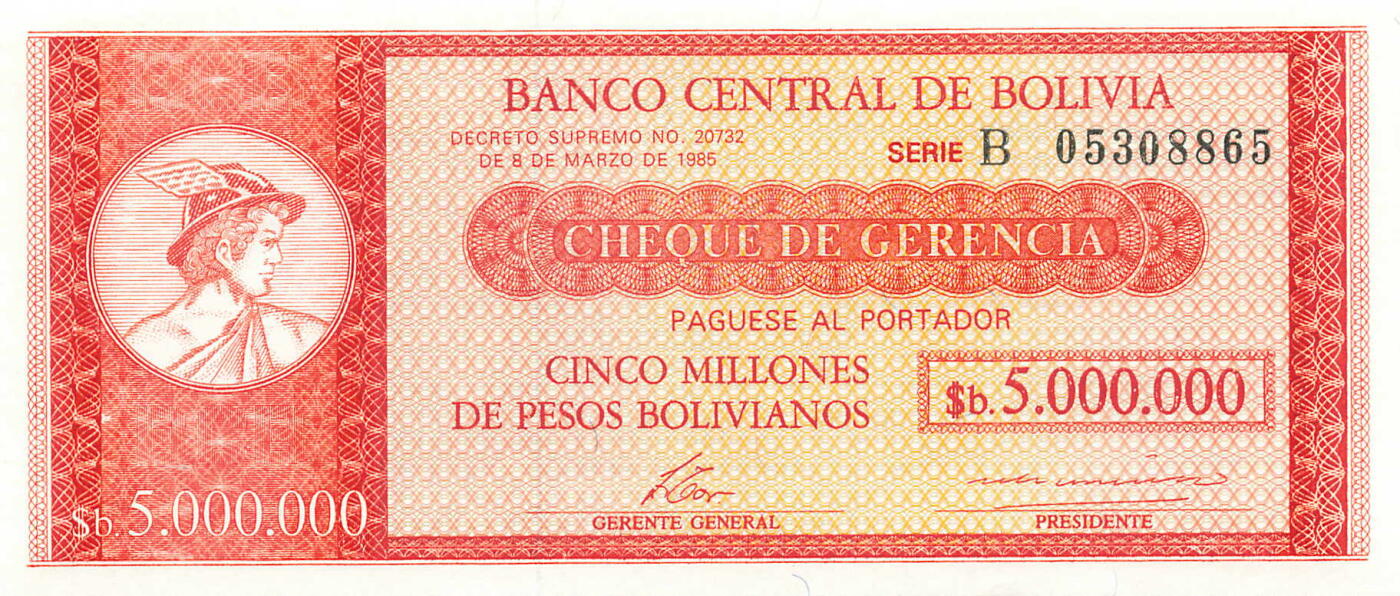 BANCO CENTRAL DE BOLIVIA
DECRETO SUPREMO NO. 20732
DE 8 DE MARZO DE 1985
SERIE B 05308865
CHEQUE DE GERENCIA
PAGUESE AL PORTADOR
CINCO MILLONES
DE PESOS BOLIVIANOS
$b. 5.000.000
GERENTE GENERAL
PRESIDENTE
$b. 5.000.000